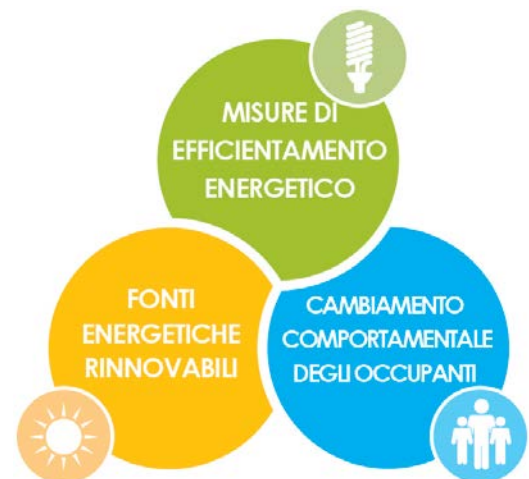 MISURE DI
EFFICIENTAMENTO
ENERGETICO
FONTI
ENERGETICHE
RINNOVABILI
CAMBIAMENTO
COMPORTAMENTALE
DEGLI OCCUPANTI